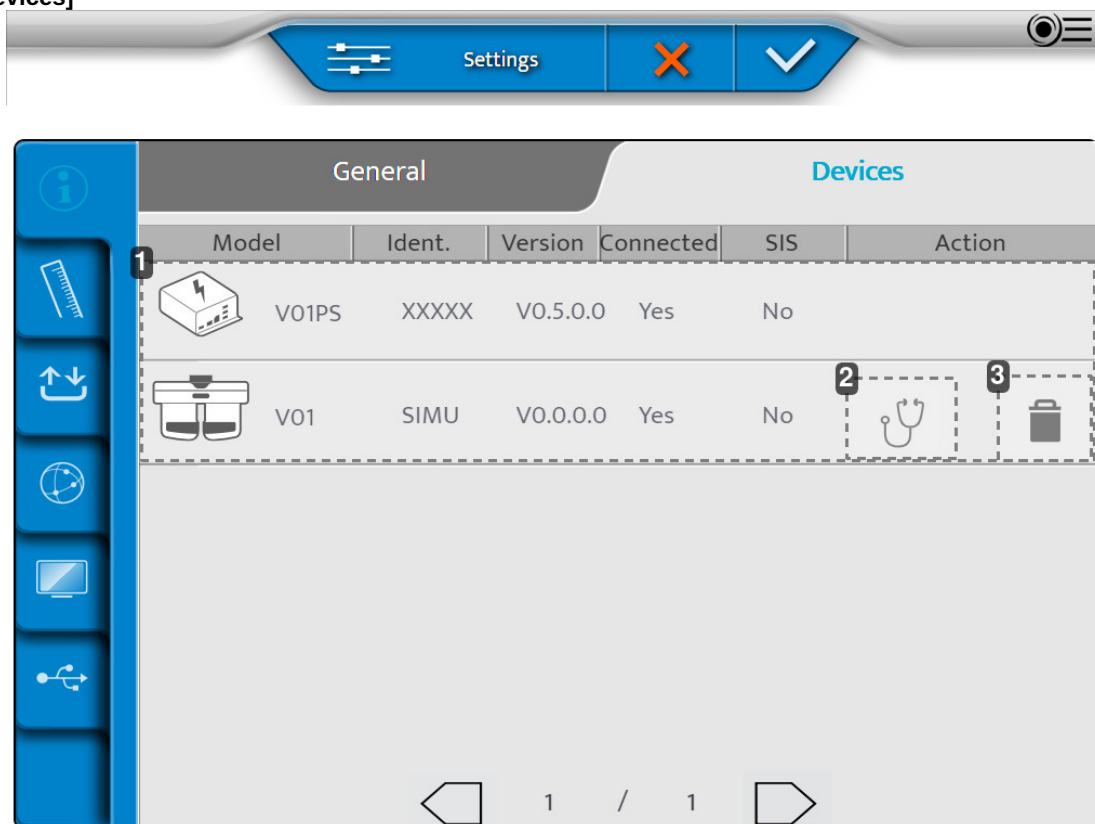 evices]
Settings
General Devices
Model Ident. Version Connected SIS Action
1
V01PS XXXXX V0.5.0.0 Yes No
2 3
V01 SIMU V0.0.0.0 Yes No
1 / 1